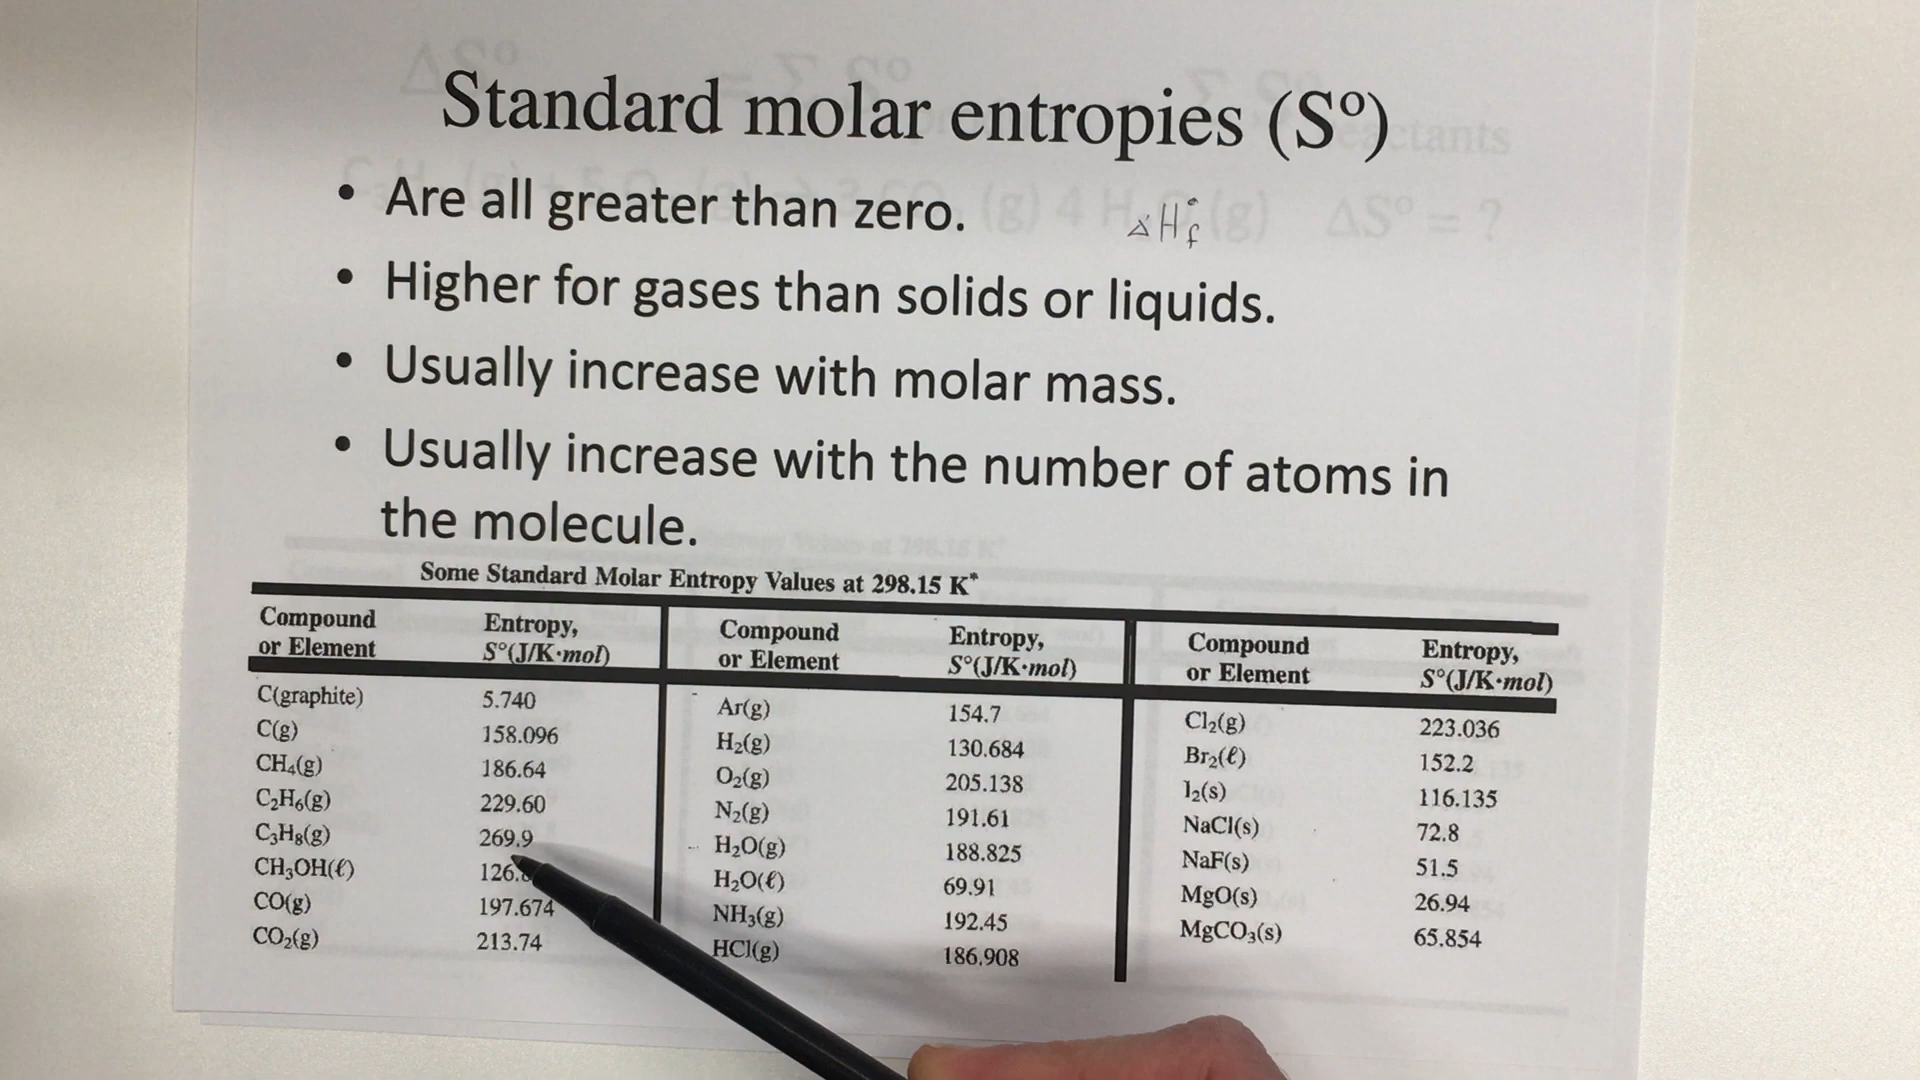 Standard molar entropies (S°)
• Are all greater than zero.
ΔH°f
• Higher for gases than solids or liquids.
• Usually increase with molar mass.
• Usually increase with the number of atoms in
the molecule.
Some Standard Molar Entropy Values at 298.15 K*
Compound or Element Entropy, S°(J/K·mol) Compound or Element Entropy, S°(J/K·mol) Compound or Element Entropy, S°(J/K·mol)
C(graphite) 5.740 Ar(g) 154.7 Cl₂(g) 223.036
C(g) 158.096 H₂(g) 130.684 Br₂(ℓ) 152.2
CH₄(g) 186.64 O₂(g) 205.138 I₂(s) 116.135
C₂H₆(g) 229.60 N₂(g) 191.61 NaCl(s) 72.8
C₃H₈(g) 269.9 H₂O(g) 188.825 NaF(s) 51.5
CH₃OH(ℓ) H₂O(ℓ) 69.91 MgO(s) 26.94
CO(g) 197.674 NH₃(g) 192.45 MgCO₃(s) 65.854
CO₂(g) 213.74 HCl(g) 186.908